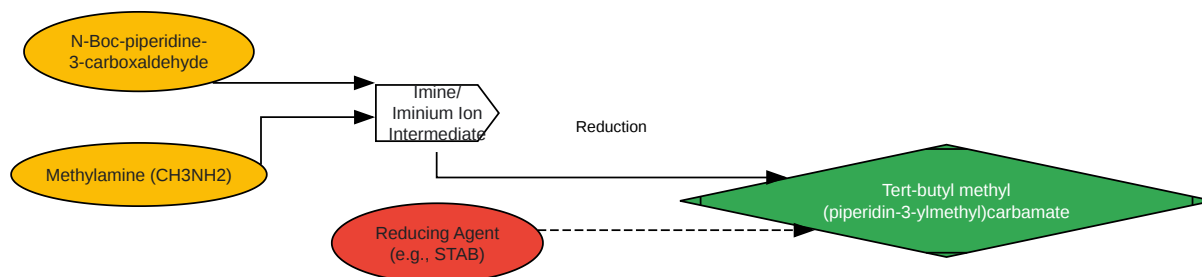 N-Boc-piperidine-
3-carboxaldehyde
Imine/
Iminium Ion
Intermediate
Reduction
Methylamine (CH3NH2)
Tert-butyl methyl
(piperidin-3-ylmethyl)carbamate
Reducing Agent
(e.g., STAB)